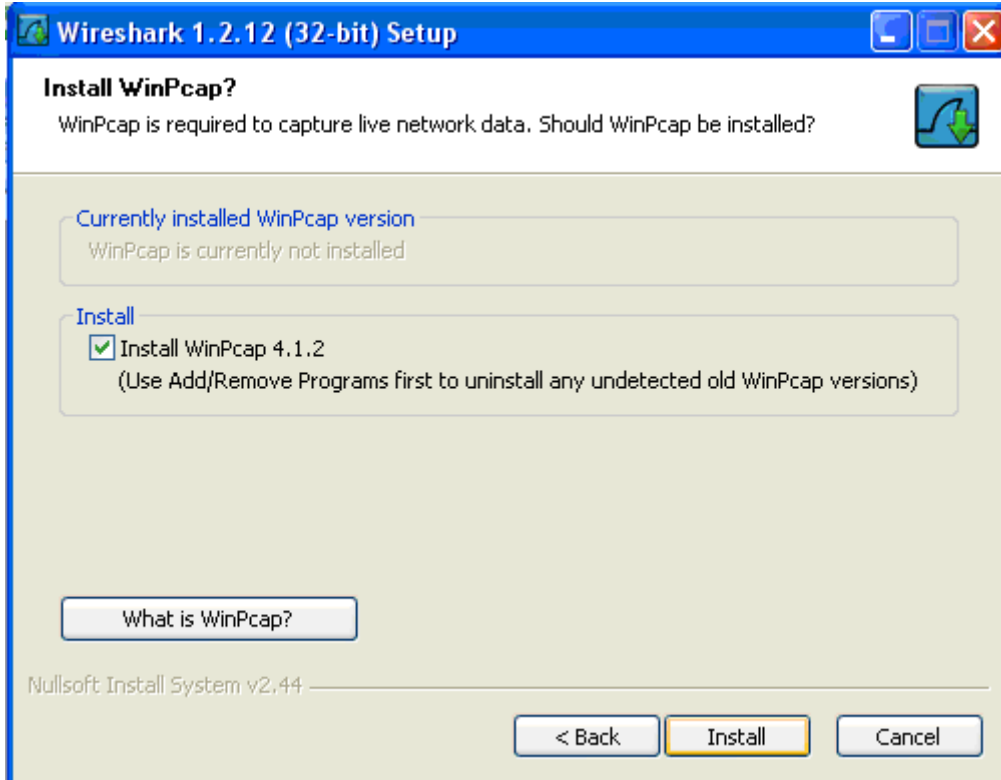 Wireshark 1.2.12 (32-bit) Setup
Install WinPcap?
WinPcap is required to capture live network data. Should WinPcap be installed?
Currently installed WinPcap version
WinPcap is currently not installed
Install
Install WinPcap 4.1.2
(Use Add/Remove Programs first to uninstall any undetected old WinPcap versions)
What is WinPcap?
Nullsoft Install System v2.44
< Back
Install
Cancel